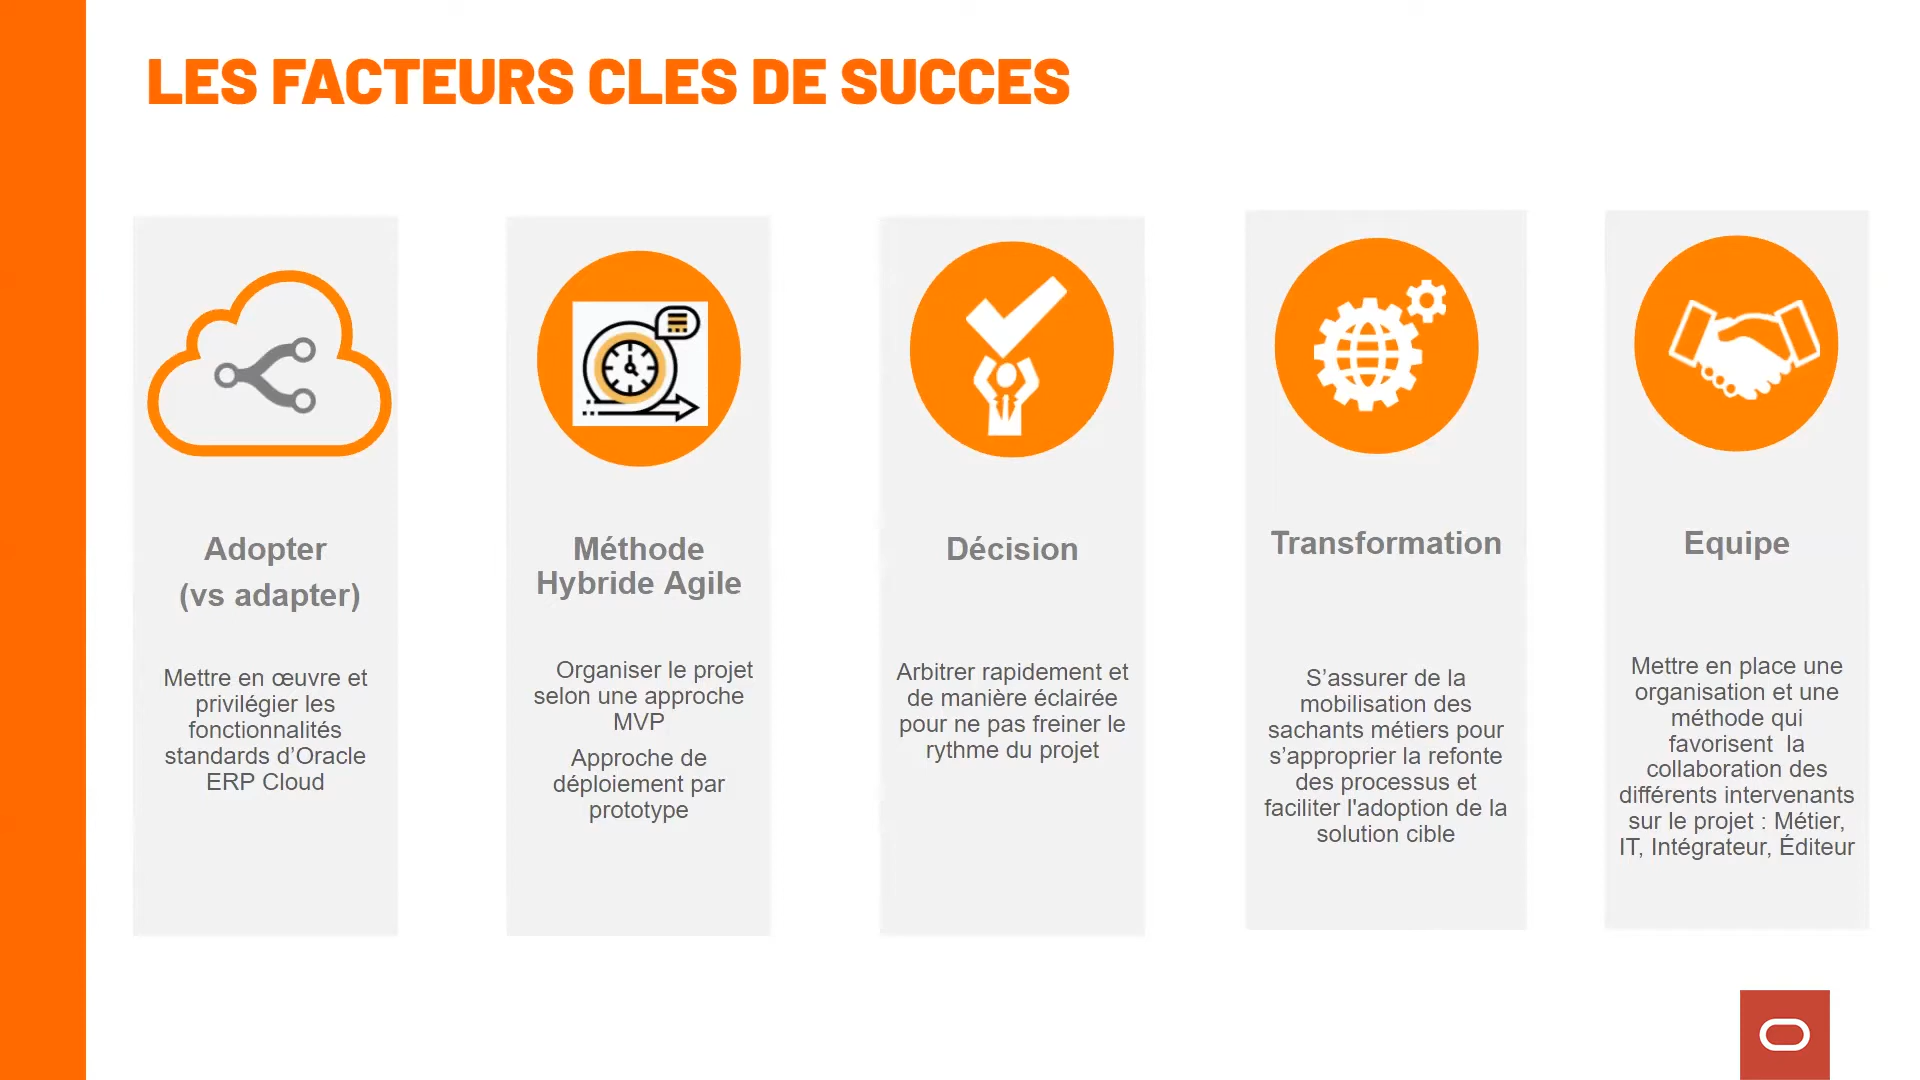 LES FACTEURS CLES DE SUCCES
Adopter
(vs adapter)
Mettre en œuvre et
privilégier les
fonctionnalités
standards d’Oracle
ERP Cloud
Méthode
Hybride Agile
Organiser le projet
selon une approche
MVP
Approche de
déploiement par
prototype
Décision
Arbitrer rapidement et
de manière éclairée
pour ne pas freiner le
rythme du projet
Transformation
S’assurer de la
mobilisation des
sachants métiers pour
s’approprier la refonte
des processus et
faciliter l'adoption de la
solution cible
Equipe
Mettre en place une
organisation et une
méthode qui
favorisent  la
collaboration des
différents intervenants
sur le projet : Métier,
IT, Intégrateur, Éditeur